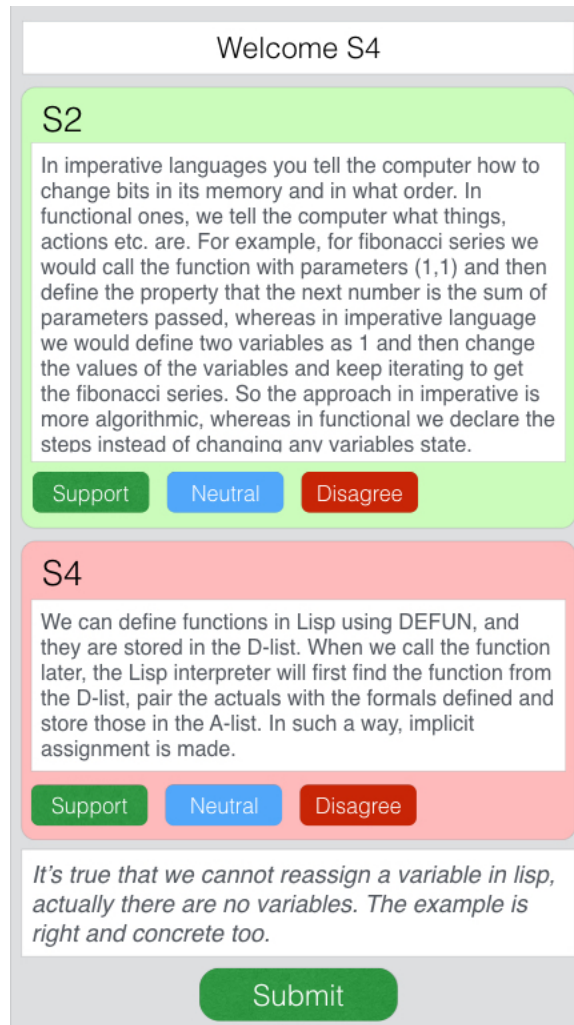 Welcome S4
S2
In imperative languages you tell the computer how to
change bits in its memory and in what order. In
functional ones, we tell the computer what things,
actions etc. are. For example, for fibonacci series we
would call the function with parameters (1,1) and then
define the property that the next number is the sum of
parameters passed, whereas in imperative language
we would define two variables as 1 and then change
the values of the variables and keep iterating to get
the fibonacci series. So the approach in imperative is
more algorithmic, whereas in functional we declare the
steps instead of changing any variables state.
Support Neutral Disagree
S4
We can define functions in Lisp using DEFUN, and
they are stored in the D-list. When we call the function
later, the Lisp interpreter will first find the function from
the D-list, pair the actuals with the formals defined and
store those in the A-list. In such a way, implicit
assignment is made.
Support Neutral Disagree
It's true that we cannot reassign a variable in lisp,
actually there are no variables. The example is
right and concrete too.
Submit